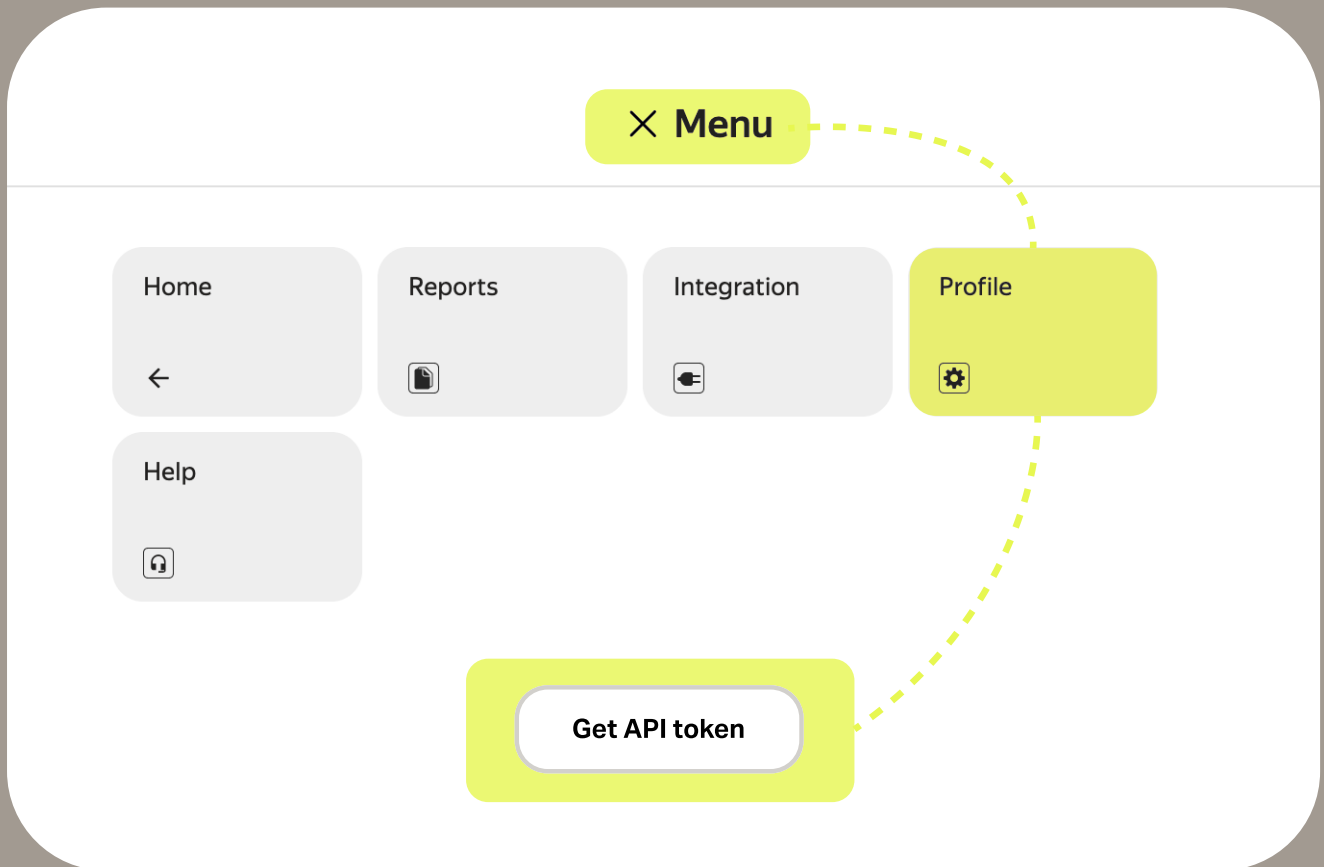 Menu
Home
Reports
Integration
Profile
Help
Get API token